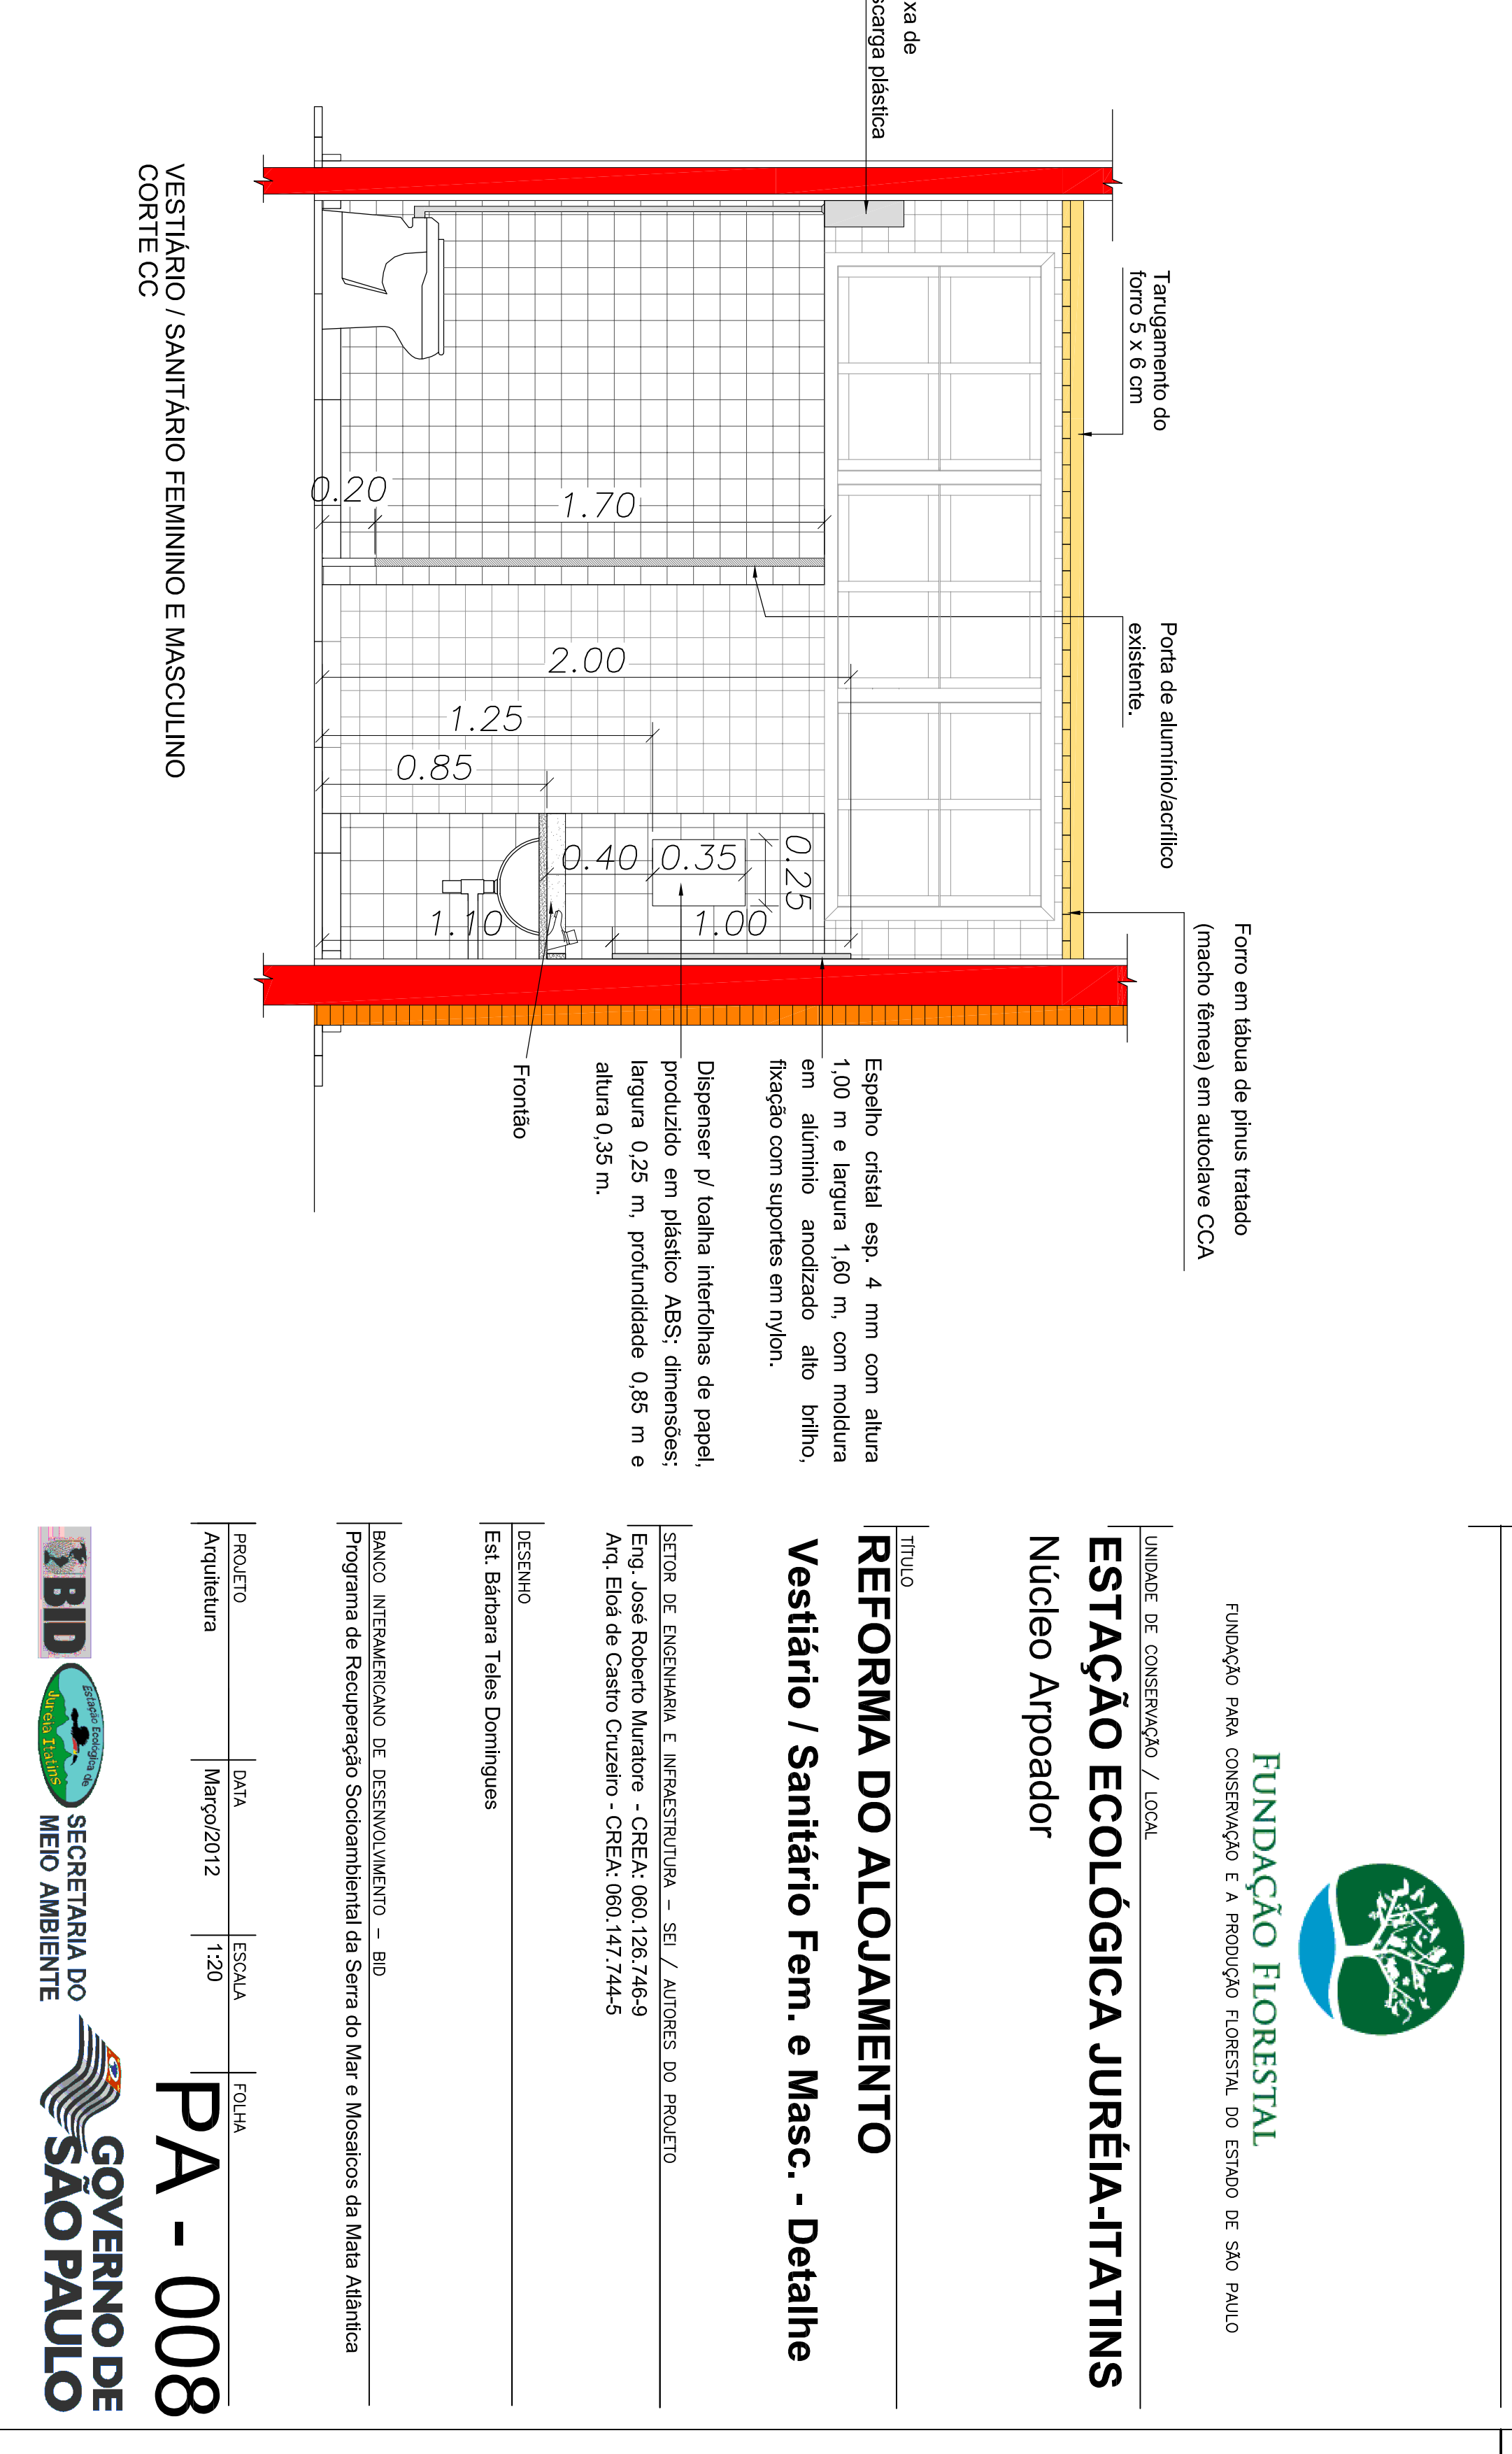 xa de
scarga plástica
Tarugamento do
forro 5 x 6 cm
Porta de alumínio/acrílico
existente.
Forro em tábua de pinus tratado
(macho fêmea) em autoclave CCA
0.20
1.70
2.00
1.25
0.85
0.40
0.35
0.25
1.10
1.00
Espelho cristal esp. 4 mm com altura
1,00 m e largura 1,60 m, com moldura
em alúminio anodizado alto brilho,
fixação com suportes em nylon.
Dispenser p/ toalha interfolhas de papel,
produzido em plástico ABS; dimensões;
largura 0,25 m, profundidade 0,85 m e
altura 0,35 m.
Frontão
VESTIÁRIO / SANITÁRIO FEMININO E MASCULINO
CORTE CC
FUNDAÇÃO FLORESTAL
FUNDAÇÃO PARA CONSERVAÇÃO E A PRODUÇÃO FLORESTAL DO ESTADO DE SÃO PAULO
UNIDADE DE CONSERVAÇÃO / LOCAL
ESTAÇÃO ECOLÓGICA JURÉIA-ITATINS
Núcleo Arpoador
TÍTULO
REFORMA DO ALOJAMENTO
Vestiário / Sanitário Fem. e Masc. - Detalhe
SETOR DE ENGENHARIA E INFRAESTRUTURA – SEI / AUTORES DO PROJETO
Eng. José Roberto Muratore - CREA: 060.126.746-9
Arq. Eloá de Castro Cruzeiro - CREA: 060.147.744-5
DESENHO
Est. Bárbara Teles Domingues
BANCO INTERAMERICANO DE DESENVOLVIMENTO – BID
Programa de Recuperação Socioambiental da Serra do Mar e Mosaicos da Mata Atlântica
PROJETO
Arquitetura
DATA
Março/2012
ESCALA
1:20
FOLHA
PA - 008
BID
Estação Ecológica de
Jureia Itatins
SECRETARIA DO
MEIO AMBIENTE
GOVERNO DE
SÃO PAULO